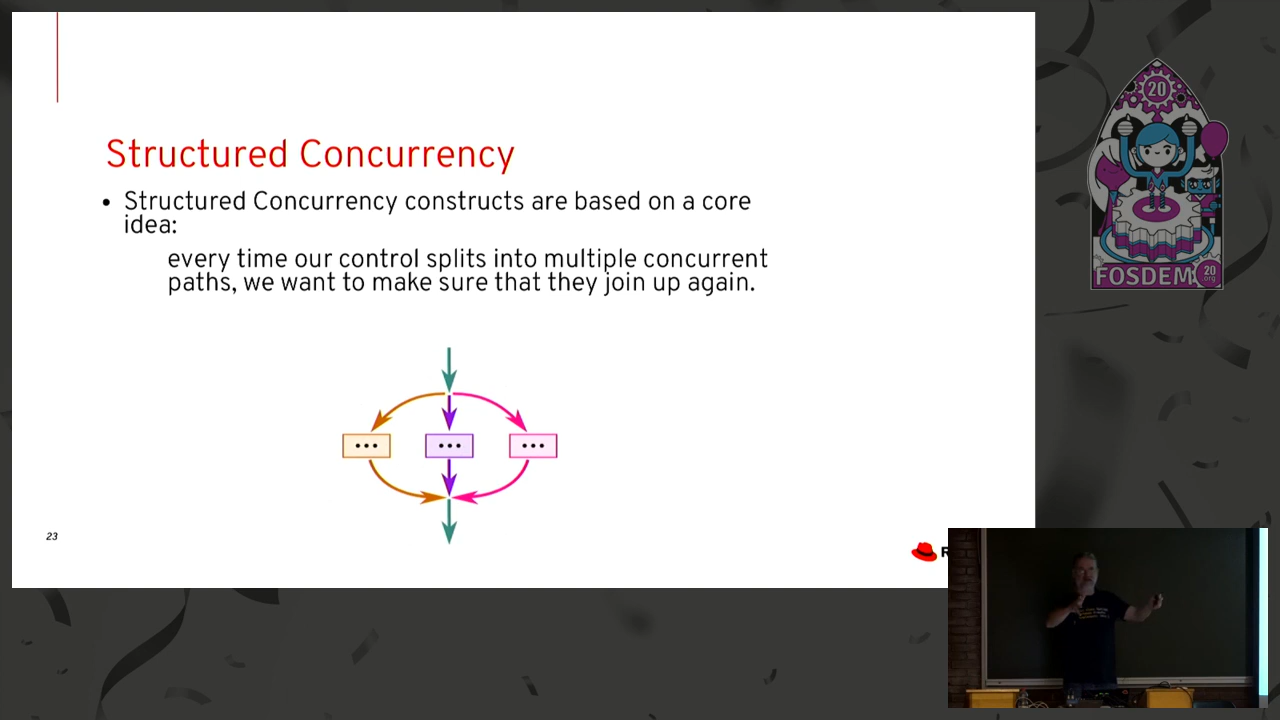 Structured Concurrency
• Structured Concurrency constructs are based on a core
idea:
every time our control splits into multiple concurrent
paths, we want to make sure that they join up again.
•••
•••
•••
23
R
20
FOSDEM
20
org